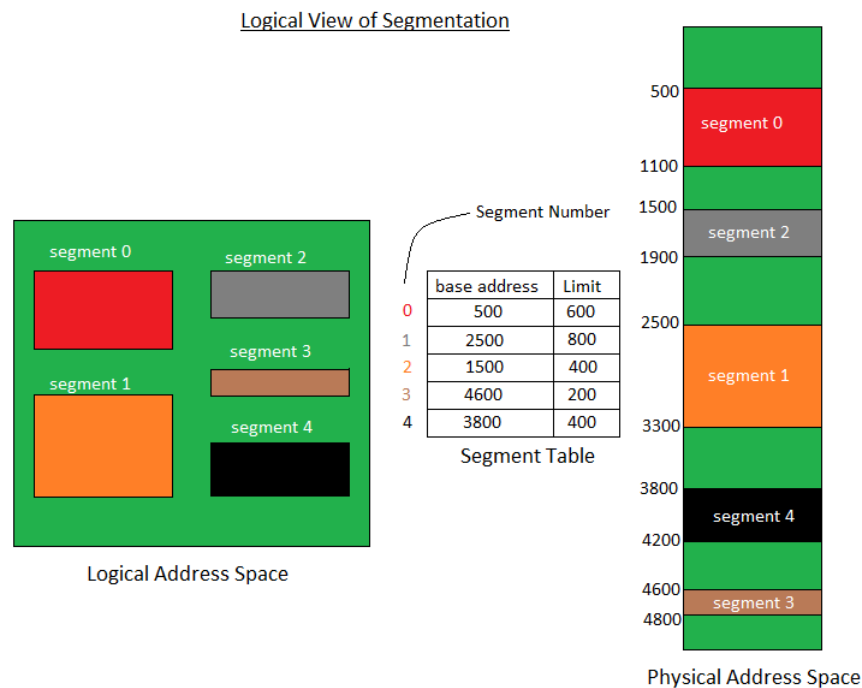 Logical View of Segmentation
segment 0
segment 2
segment 3
segment 1
segment 4
Logical Address Space
Segment Number
base address Limit
0 500 600
1 2500 800
2 1500 400
3 4600 200
4 3800 400
Segment Table
500
segment 0
1100
1500
segment 2
1900
2500
segment 1
3300
3800
segment 4
4200
4600
segment 3
4800
Physical Address Space